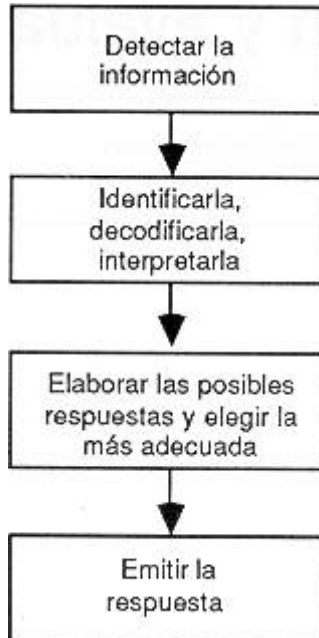 Detectar la
información
Identificarla,
decodificarla,
interpretarla
Elaborar las posibles
respuestas y elegir la
más adecuada
Emitir la
respuesta